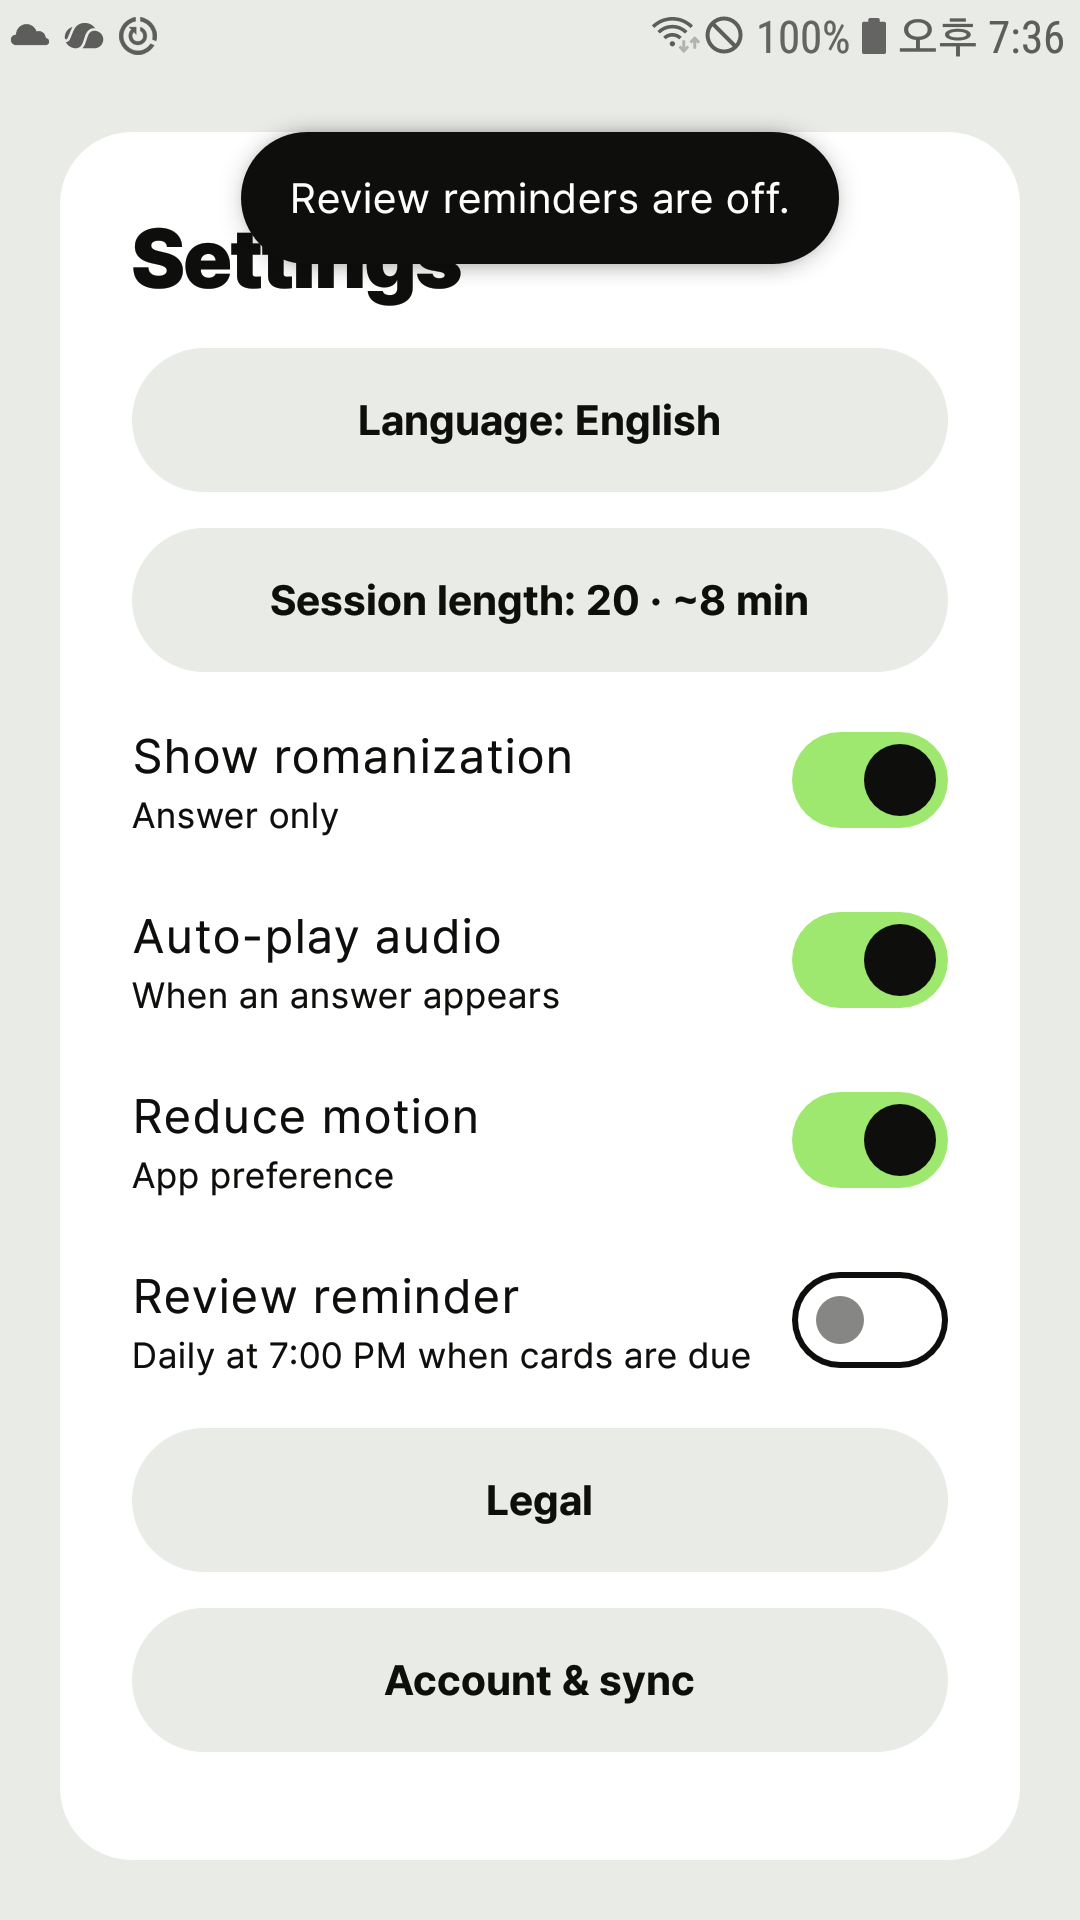 100% 오후 7:36
Review reminders are off.
Settings
Language: English
Session length: 20 · ~8 min
Show romanization
Answer only
Auto-play audio
When an answer appears
Reduce motion
App preference
Review reminder
Daily at 7:00 PM when cards are due
Legal
Account & sync